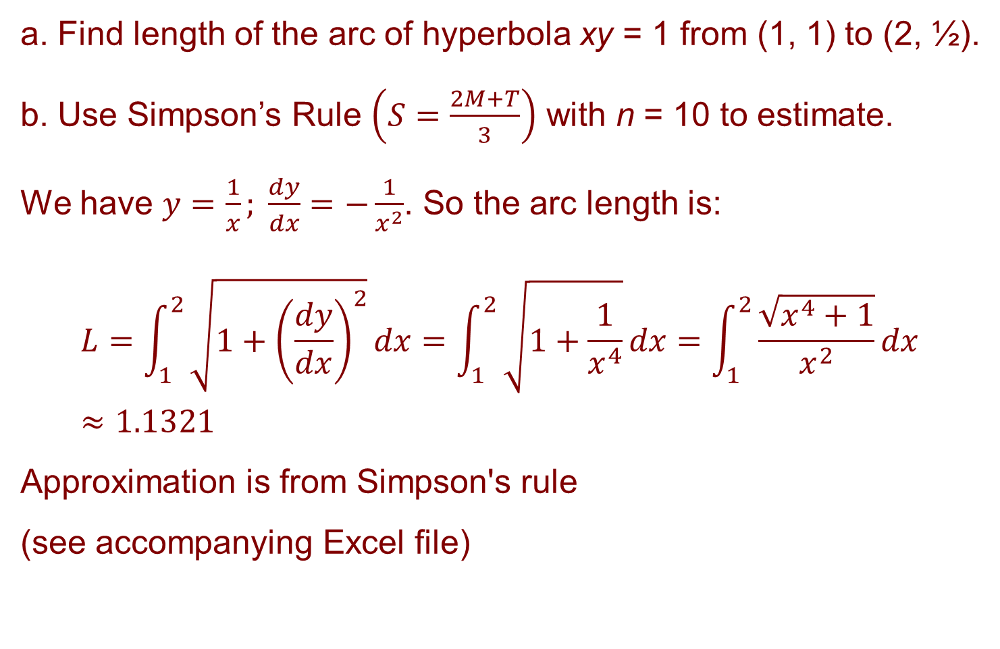 a. Find length of the arc of hyperbola xy = 1 from (1, 1) to (2, ½).
b. Use Simpson’s Rule (S = \frac{2M+T}{3}) with n = 10 to estimate.
We have y = \frac{1}{x}; \frac{dy}{dx} = −\frac{1}{x^2}. So the arc length is:
L = \int_1^2 \sqrt{1 + \left(\frac{dy}{dx}\right)^2} dx = \int_1^2 \sqrt{1 + \frac{1}{x^4}} dx = \int_1^2 \frac{\sqrt{x^4 + 1}}{x^2} dx
≈ 1.1321
Approximation is from Simpson's rule
(see accompanying Excel file)